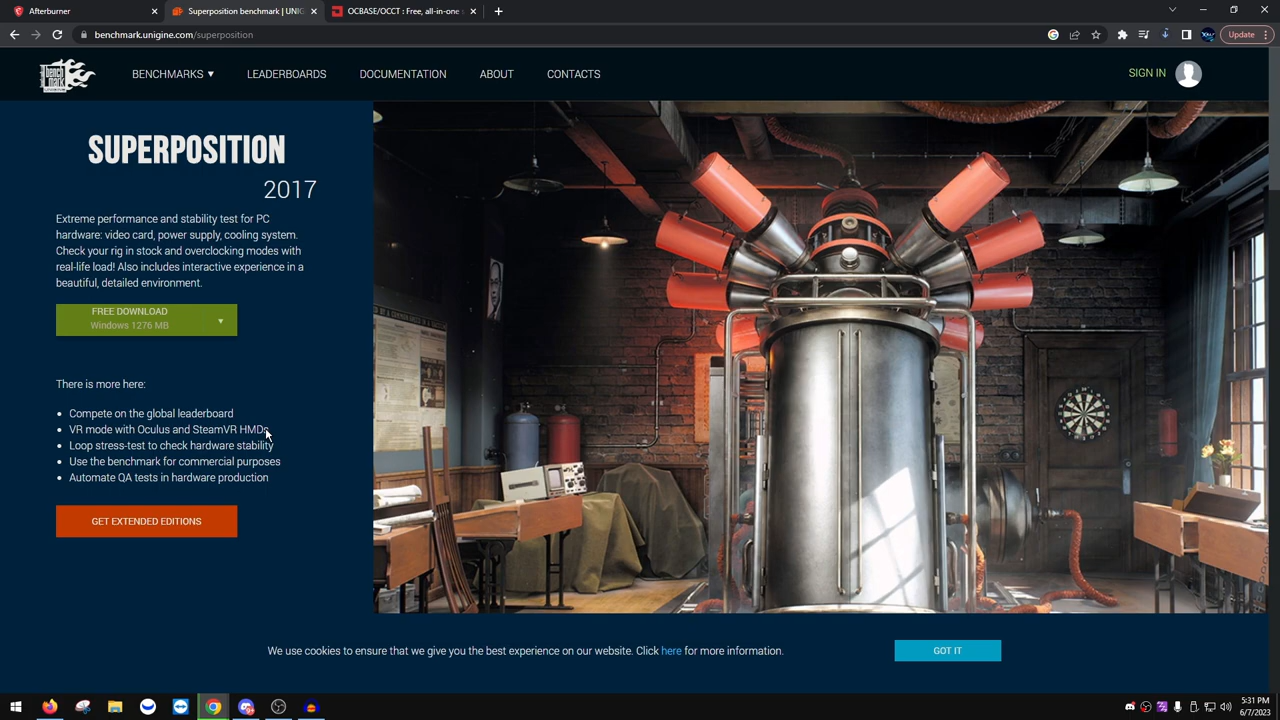 Afterburner
Superposition benchmark | UNIG
OCBASE/OCCT : Free, all-in-one
benchmark.unigine.com/superposition
Update
bench
mark
BENCHMARKS ▼
LEADERBOARDS
DOCUMENTATION
ABOUT
CONTACTS
SIGN IN
SUPERPOSITION
2017
Extreme performance and stability test for PC
hardware: video card, power supply, cooling system.
Check your rig in stock and overclocking modes with
real-life load! Also includes interactive experience in a
beautiful, detailed environment.
FREE DOWNLOAD
Windows 1276 MB
There is more here:
• Compete on the global leaderboard
• VR mode with Oculus and SteamVR HMDs
• Loop stress-test to check hardware stability
• Use the benchmark for commercial purposes
• Automate QA tests in hardware production
GET EXTENDED EDITIONS
We use cookies to ensure that we give you the best experience on our website. Click here for more information.
GOT IT
5:31 PM
6/7/2023